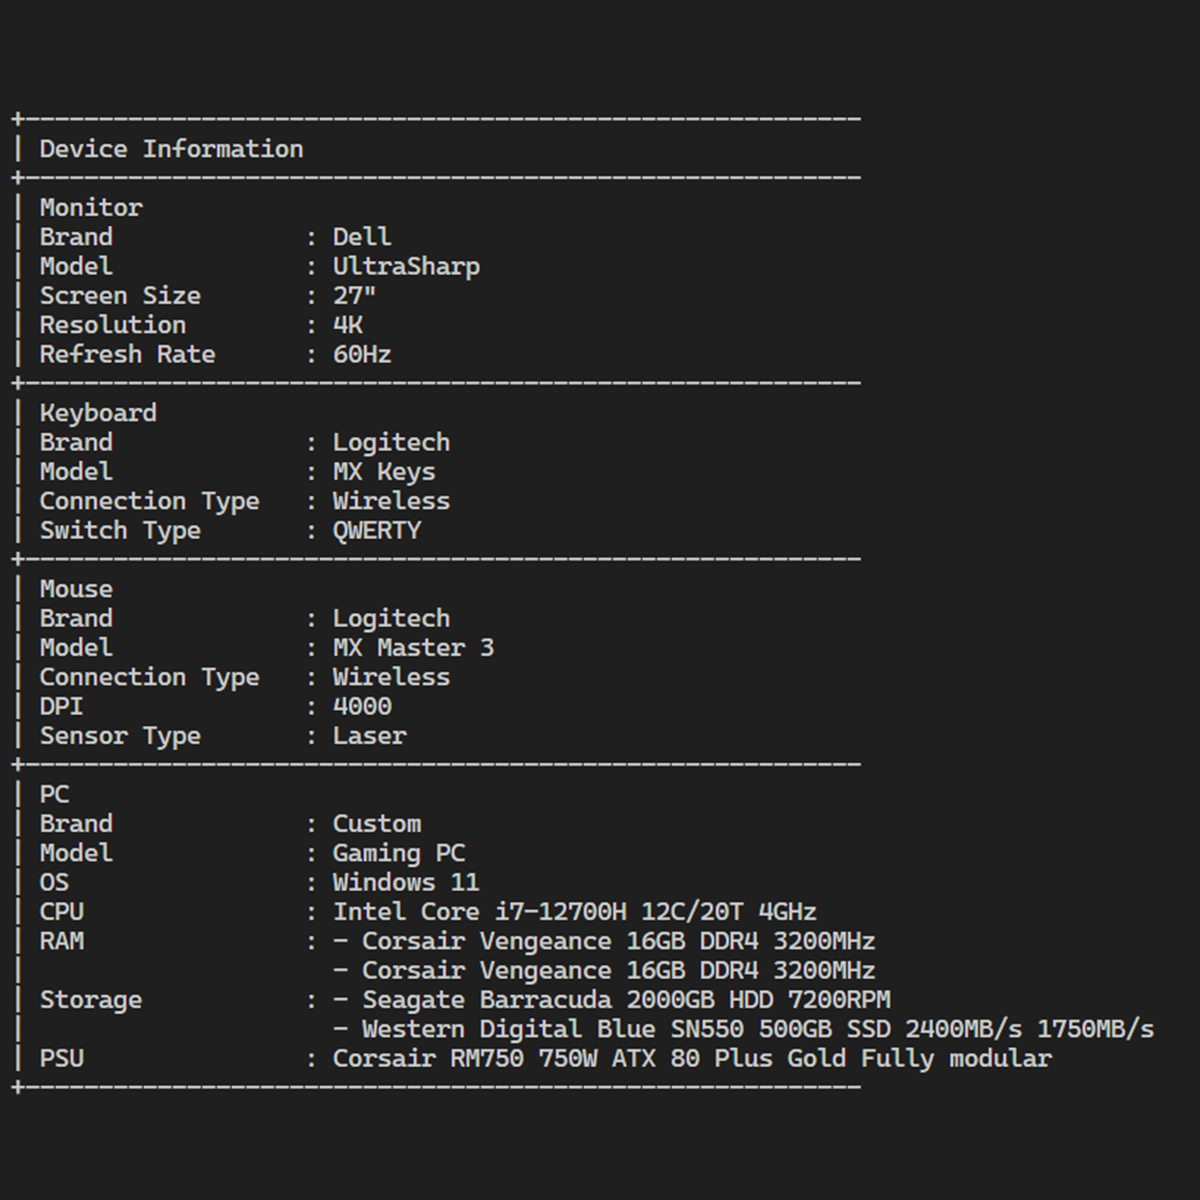 +---------------------------------------------------------
| Device Information
+---------------------------------------------------------
| Monitor
| Brand             : Dell
| Model             : UltraSharp
| Screen Size       : 27"
| Resolution        : 4K
| Refresh Rate      : 60Hz
+---------------------------------------------------------
| Keyboard
| Brand             : Logitech
| Model             : MX Keys
| Connection Type   : Wireless
| Switch Type       : QWERTY
+---------------------------------------------------------
| Mouse
| Brand             : Logitech
| Model             : MX Master 3
| Connection Type   : Wireless
| DPI               : 4000
| Sensor Type       : Laser
+---------------------------------------------------------
| PC
| Brand             : Custom
| Model             : Gaming PC
| OS                : Windows 11
| CPU               : Intel Core i7-12700H 12C/20T 4GHz
| RAM               : - Corsair Vengeance 16GB DDR4 3200MHz
|                     - Corsair Vengeance 16GB DDR4 3200MHz
| Storage           : - Seagate Barracuda 2000GB HDD 7200RPM
|                     - Western Digital Blue SN550 500GB SSD 2400MB/s 1750MB/s
| PSU               : Corsair RM750 750W ATX 80 Plus Gold Fully modular
+---------------------------------------------------------